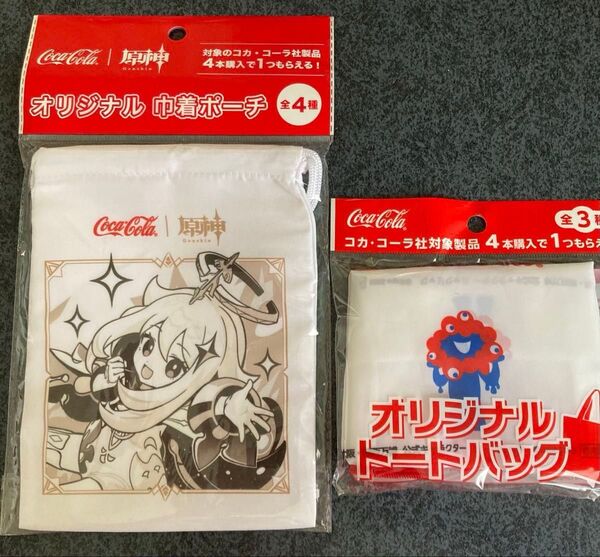 Coca-Cola 原神 Genshin
対象のコカ・コーラ社製品
4本購入で1つもらえる！
オリジナル 巾着ポーチ 全4種
Coca-Cola 原神 Genshin
Coca-Cola 全3種
コカ・コーラ社対象製品 4本購入で1つもらえ
オリジナル
トートバッグ